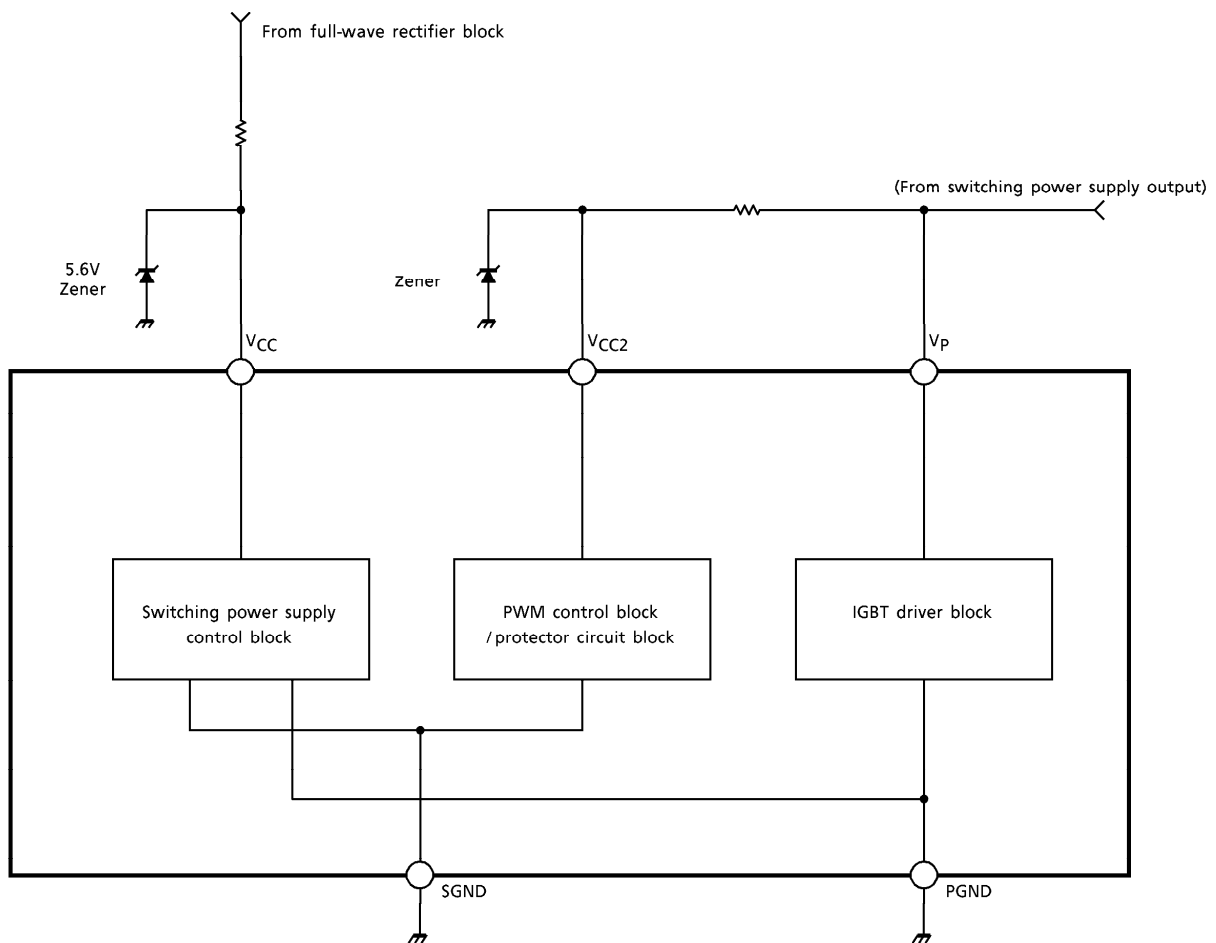 From full-wave rectifier block
(From switching power supply output)
5.6V
Zener
Zener
VCC
VCC2
VP
Switching power supply
control block
PWM control block
/protector circuit block
IGBT driver block
SGND
PGND